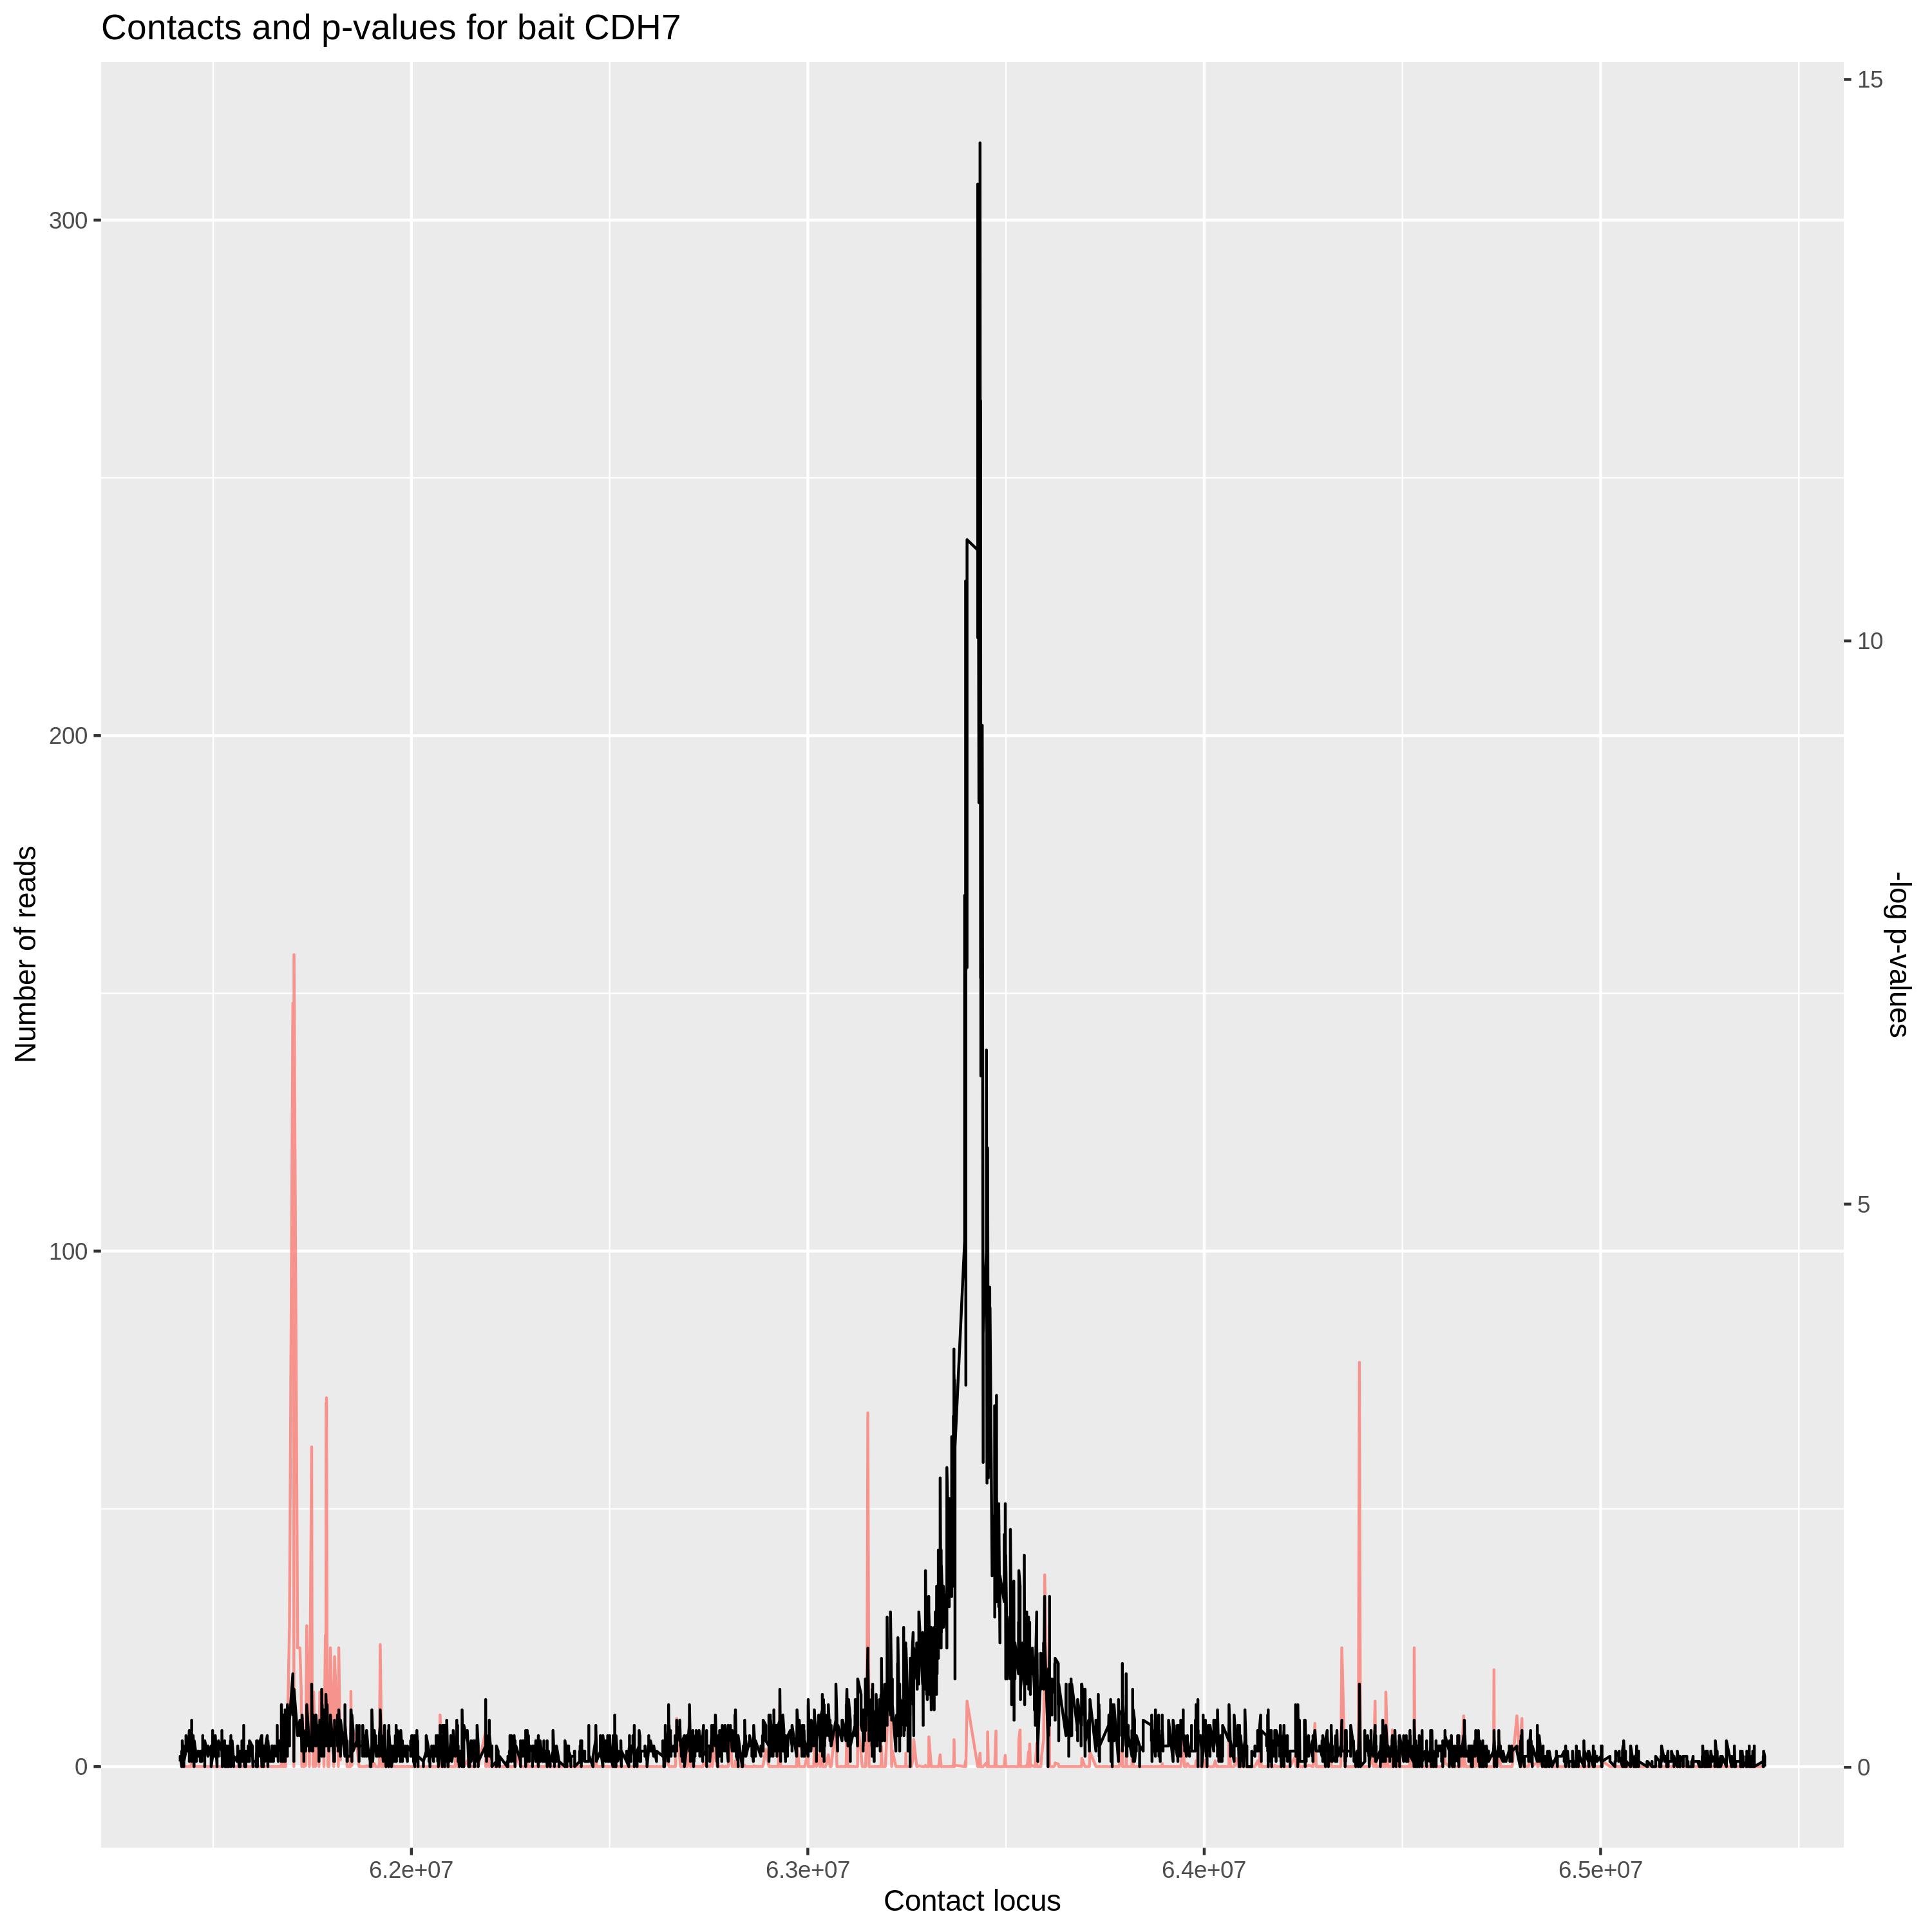 Contacts and p-values for bait CDH7
Number of reads
300
200
100
0
15
10
5
0
-log p-values
6.2e+07 6.3e+07 6.4e+07 6.5e+07
Contact locus